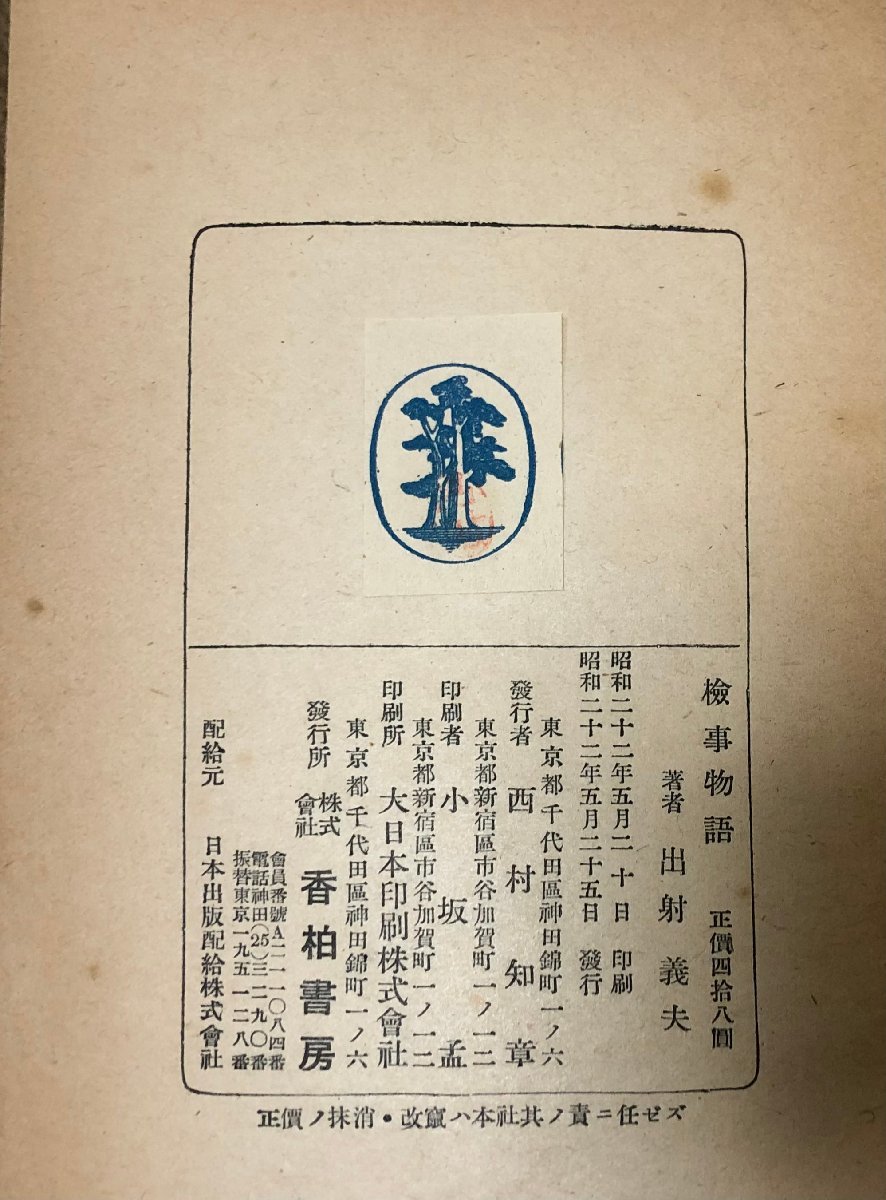 檢事物語　正價四拾八圓
著者　出射義夫
昭和二十二年五月二十日　印刷
昭和二十二年五月二十五日　發行
東京都千代田區神田錦町一ノ六
發行者　西村知章
東京都新宿區市谷加賀町一ノ一二
印刷者　小坂孟
東京都新宿區市谷加賀町一ノ一二
印刷所　大日本印刷株式會社
東京都千代田區神田錦町一ノ六
發行所　株式會社　香柏書房
會員番號A二一一〇八四番
電話神田(25)三二九〇番
振替東京一九五一二八番
配給元　日本出版配給株式會社
正價ノ抹消・改竄ハ本社其ノ責ニ任ゼズ